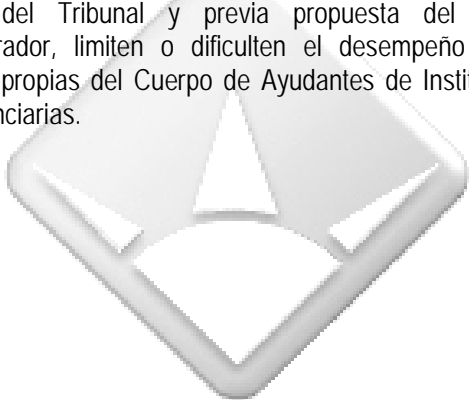 del Tribunal y previa propuesta del
rador, limiten o dificulten el desempeño
propias del Cuerpo de Ayudantes de Instit
nciarias.